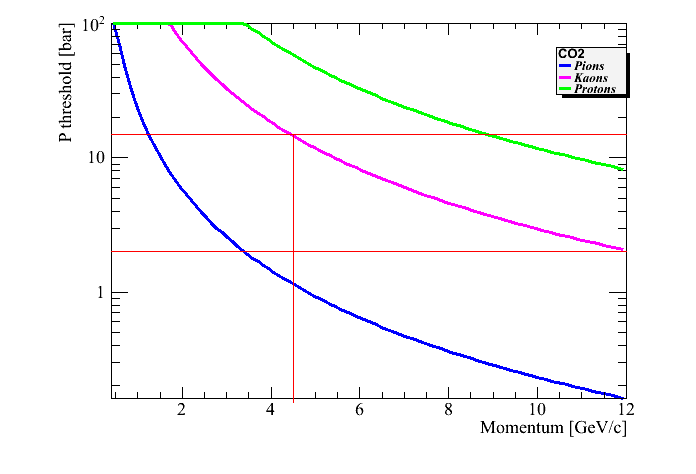 P threshold [bar]
10²
10
1
CO2
Pions
Kaons
Protons
2 4 6 8 10 12
Momentum [GeV/c]